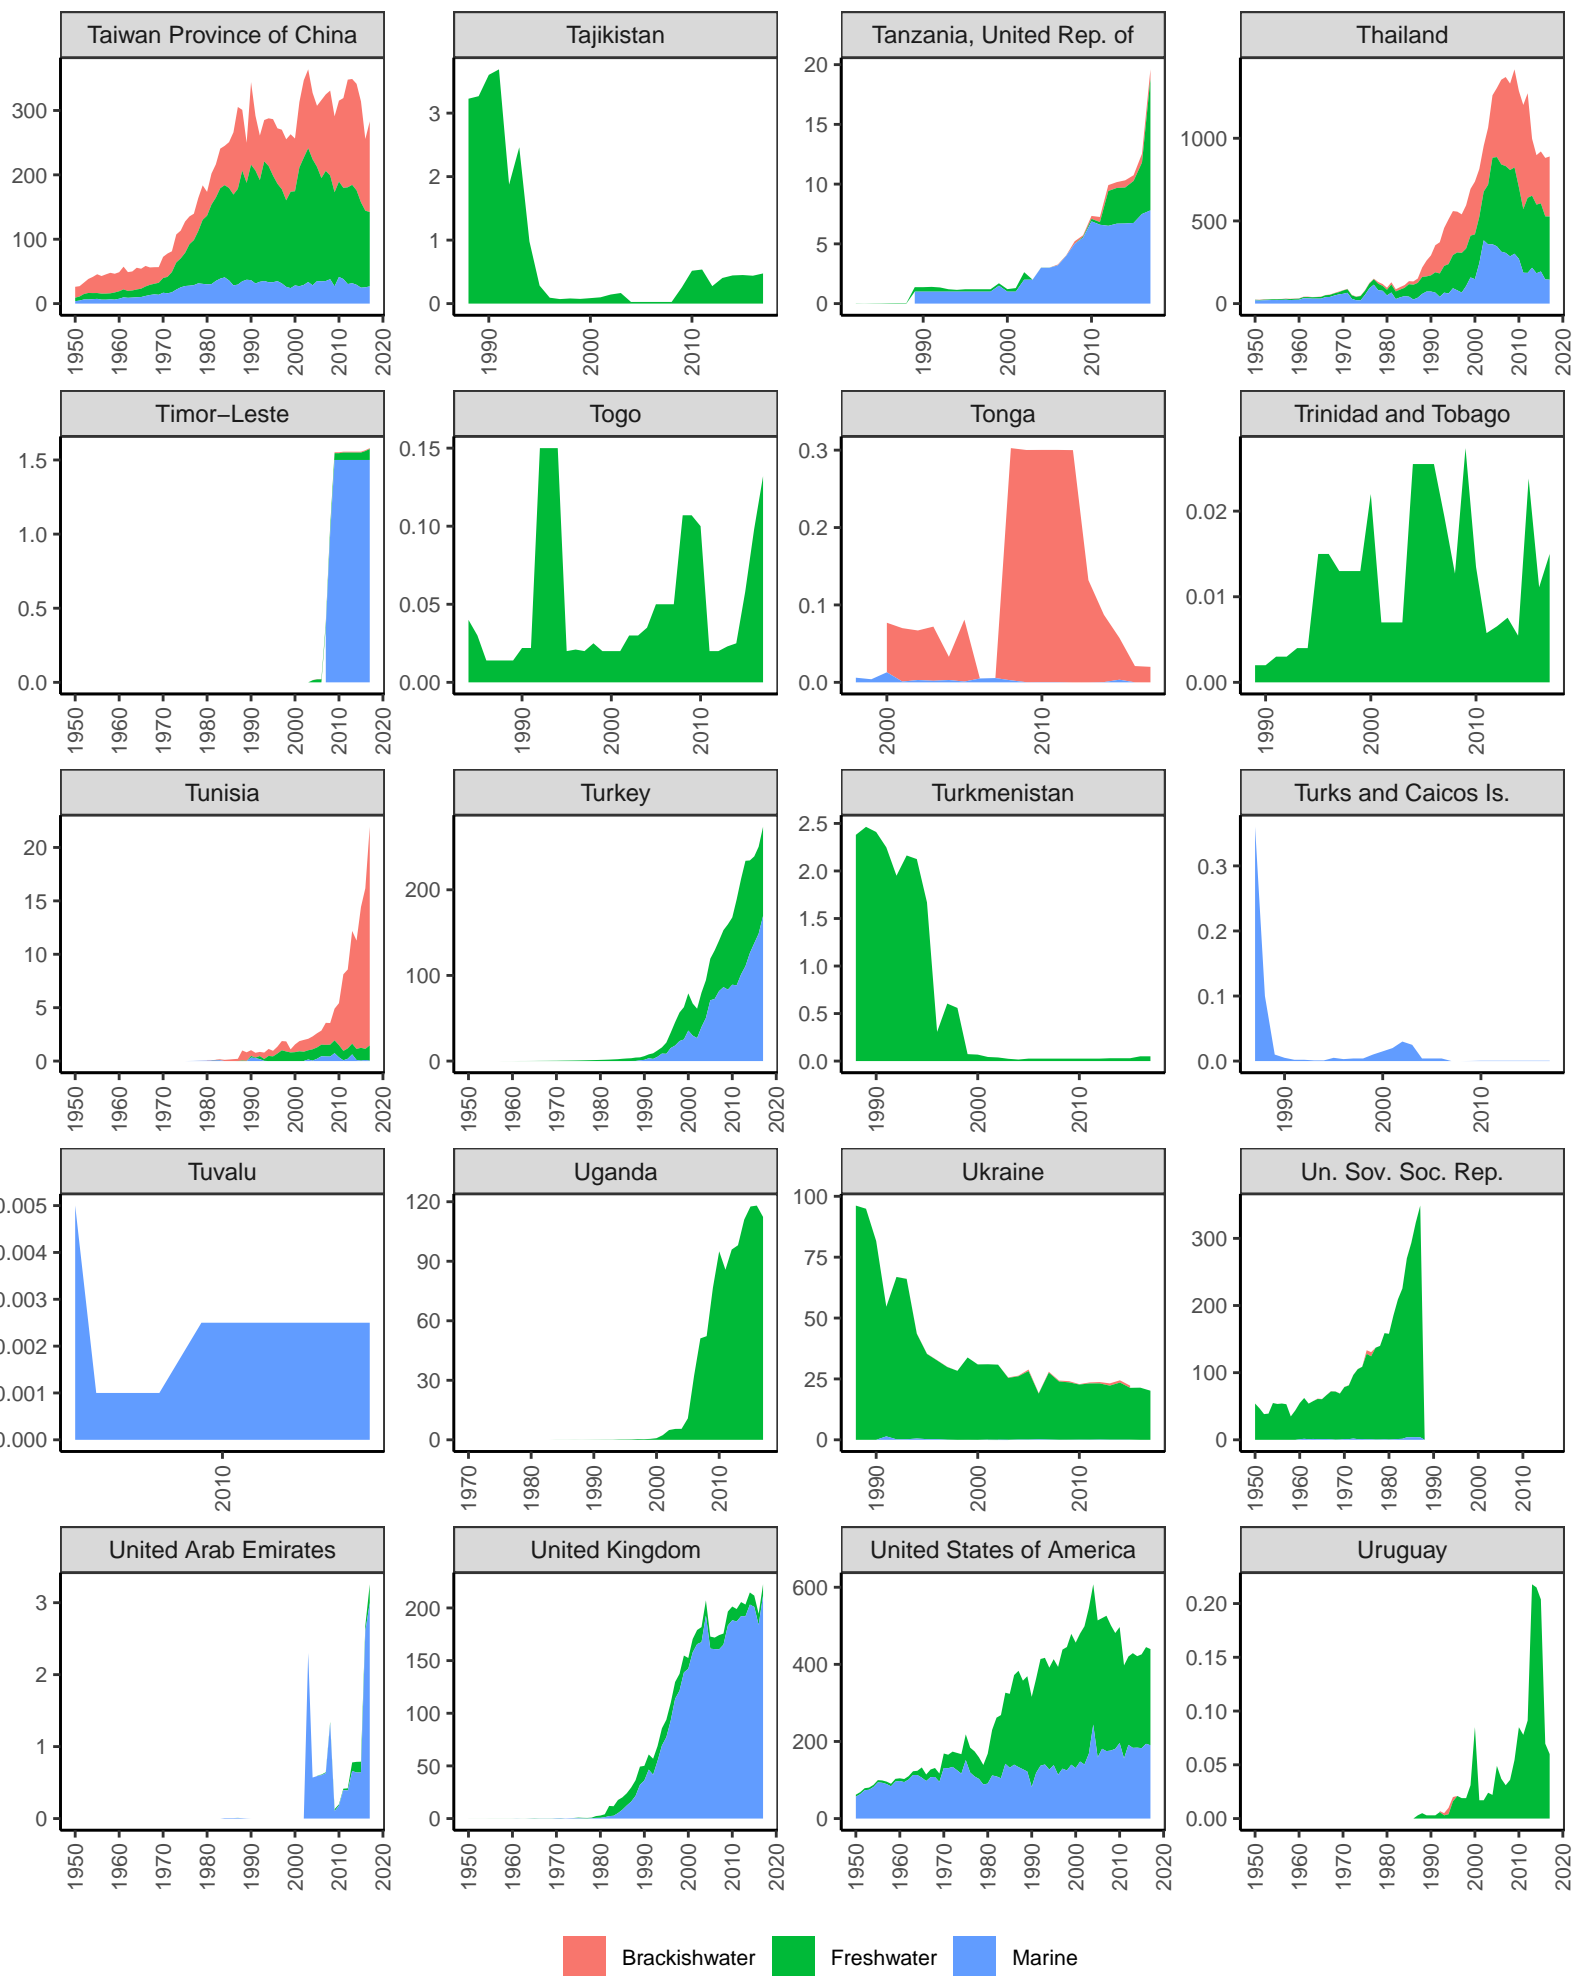 Taiwan Province of China
Tajikistan
Tanzania, United Rep. of
Thailand
300
200
100
0
3
2
1
0
20
15
10
5
0
1000
500
0
1950 1960 1970 1980 1990 2000 2010 2020
1990 2000 2010
1990 2000 2010
1950 1960 1970 1980 1990 2000 2010 2020
Timor−Leste
Togo
Tonga
Trinidad and Tobago
1.5
1.0
0.5
0.0
0.15
0.10
0.05
0.00
0.3
0.2
0.1
0.0
0.02
0.01
0.00
1950 1960 1970 1980 1990 2000 2010 2020
1990 2000 2010
2000 2010
1990 2000 2010
Tunisia
Turkey
Turkmenistan
Turks and Caicos Is.
20
15
10
5
0
200
100
0
2.5
2.0
1.5
1.0
0.5
0.0
0.3
0.2
0.1
0.0
1950 1960 1970 1980 1990 2000 2010 2020
1950 1960 1970 1980 1990 2000 2010 2020
1990 2000 2010
1990 2000 2010
Tuvalu
Uganda
Ukraine
Un. Sov. Soc. Rep.
0.005
0.004
0.003
0.002
0.001
0.000
120
90
60
30
0
100
75
50
25
0
300
200
100
0
2010
1970 1980 1990 2000 2010
1990 2000 2010
1950 1960 1970 1980 1990 2000 2010
United Arab Emirates
United Kingdom
United States of America
Uruguay
3
2
1
0
200
150
100
50
0
600
400
200
0
0.20
0.15
0.10
0.05
0.00
1950 1960 1970 1980 1990 2000 2010 2020
1950 1960 1970 1980 1990 2000 2010 2020
1950 1960 1970 1980 1990 2000 2010 2020
1950 1960 1970 1980 1990 2000 2010 2020
Brackishwater Freshwater Marine